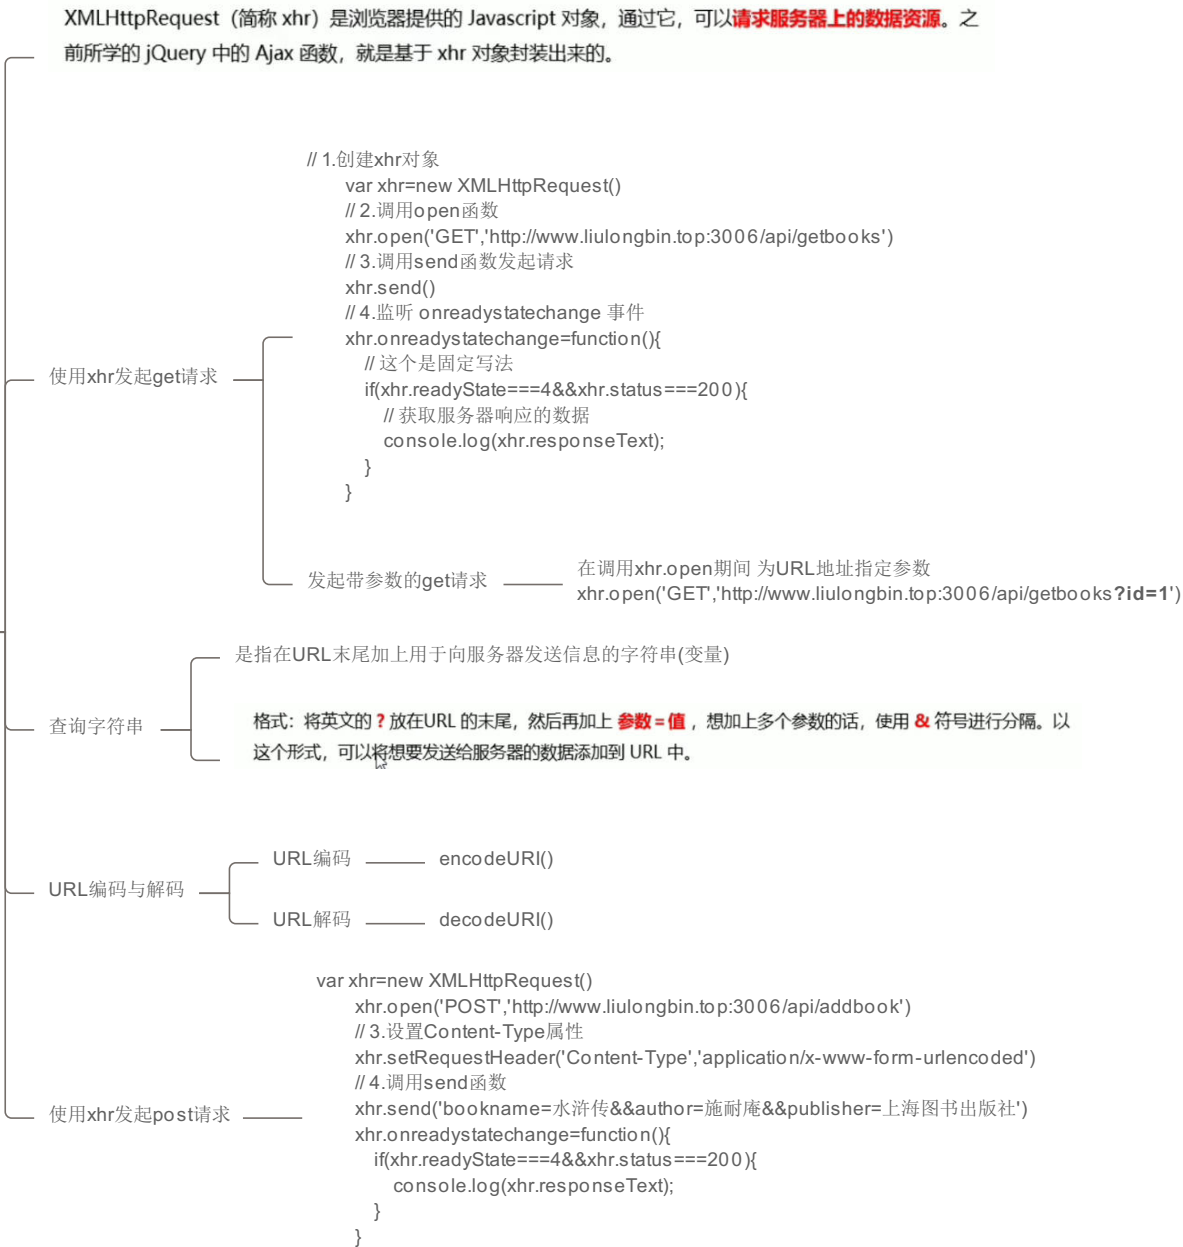 XMLHttpRequest（简称 xhr）是浏览器提供的 Javascript 对象，通过它，可以请求服务器上的数据资源。之
前所学的 jQuery 中的 Ajax 函数，就是基于 xhr 对象封装出来的。
// 1.创建xhr对象
var xhr=new XMLHttpRequest()
// 2.调用open函数
xhr.open('GET','http://www.liulongbin.top:3006/api/getbooks')
// 3.调用send函数发起请求
xhr.send()
// 4.监听 onreadystatechange 事件
xhr.onreadystatechange=function(){
// 这个是固定写法
if(xhr.readyState===4&&xhr.status===200){
// 获取服务器响应的数据
console.log(xhr.responseText);
}
}
使用xhr发起get请求
发起带参数的get请求
在调用xhr.open期间 为URL地址指定参数
xhr.open('GET','http://www.liulongbin.top:3006/api/getbooks?id=1')
是指在URL末尾加上用于向服务器发送信息的字符串(变量)
查询字符串
格式：将英文的 ? 放在URL 的末尾，然后再加上 参数=值 ，想加上多个参数的话，使用 & 符号进行分隔。以
这个形式，可以将想要发送给服务器的数据添加到 URL 中。
URL编码 encodeURI()
URL编码与解码
URL解码 decodeURI()
var xhr=new XMLHttpRequest()
xhr.open('POST','http://www.liulongbin.top:3006/api/addbook')
// 3.设置Content-Type属性
xhr.setRequestHeader('Content-Type','application/x-www-form-urlencoded')
// 4.调用send函数
xhr.send('bookname=水浒传&&author=施耐庵&&publisher=上海图书出版社')
xhr.onreadystatechange=function(){
if(xhr.readyState===4&&xhr.status===200){
console.log(xhr.responseText);
}
}
使用xhr发起post请求